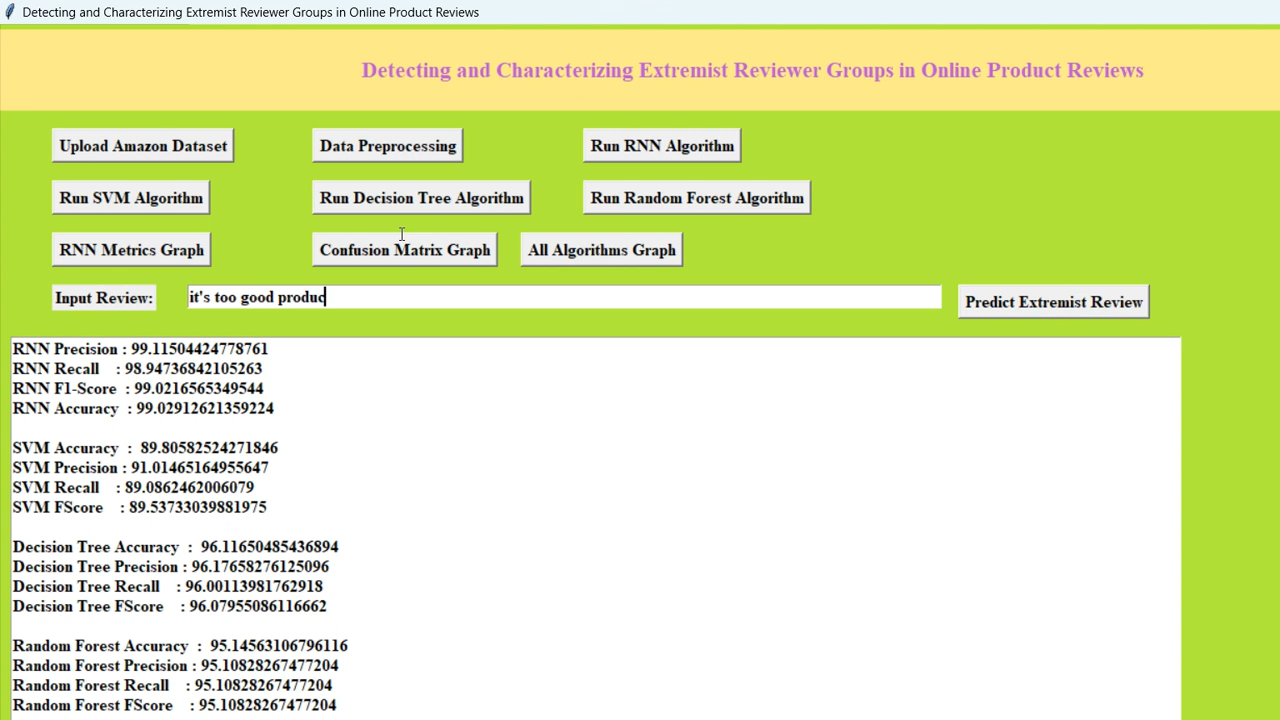 Detecting and Characterizing Extremist Reviewer Groups in Online Product Reviews
Detecting and Characterizing Extremist Reviewer Groups in Online Product Reviews
Upload Amazon Dataset
Data Preprocessing
Run RNN Algorithm
Run SVM Algorithm
Run Decision Tree Algorithm
Run Random Forest Algorithm
RNN Metrics Graph
Confusion Matrix Graph
All Algorithms Graph
Input Review:
it's too good produc
Predict Extremist Review
RNN Precision : 99.11504424778761
RNN Recall : 98.94736842105263
RNN F1-Score : 99.0216565349544
RNN Accuracy : 99.02912621359224
SVM Accuracy : 89.80582524271846
SVM Precision : 91.01465164955647
SVM Recall : 89.0862462006079
SVM FScore : 89.53733039881975
Decision Tree Accuracy : 96.11650485436894
Decision Tree Precision : 96.17658276125096
Decision Tree Recall : 96.00113981762918
Decision Tree FScore : 96.07955086116662
Random Forest Accuracy : 95.14563106796116
Random Forest Precision : 95.10828267477204
Random Forest Recall : 95.10828267477204
Random Forest FScore : 95.10828267477204